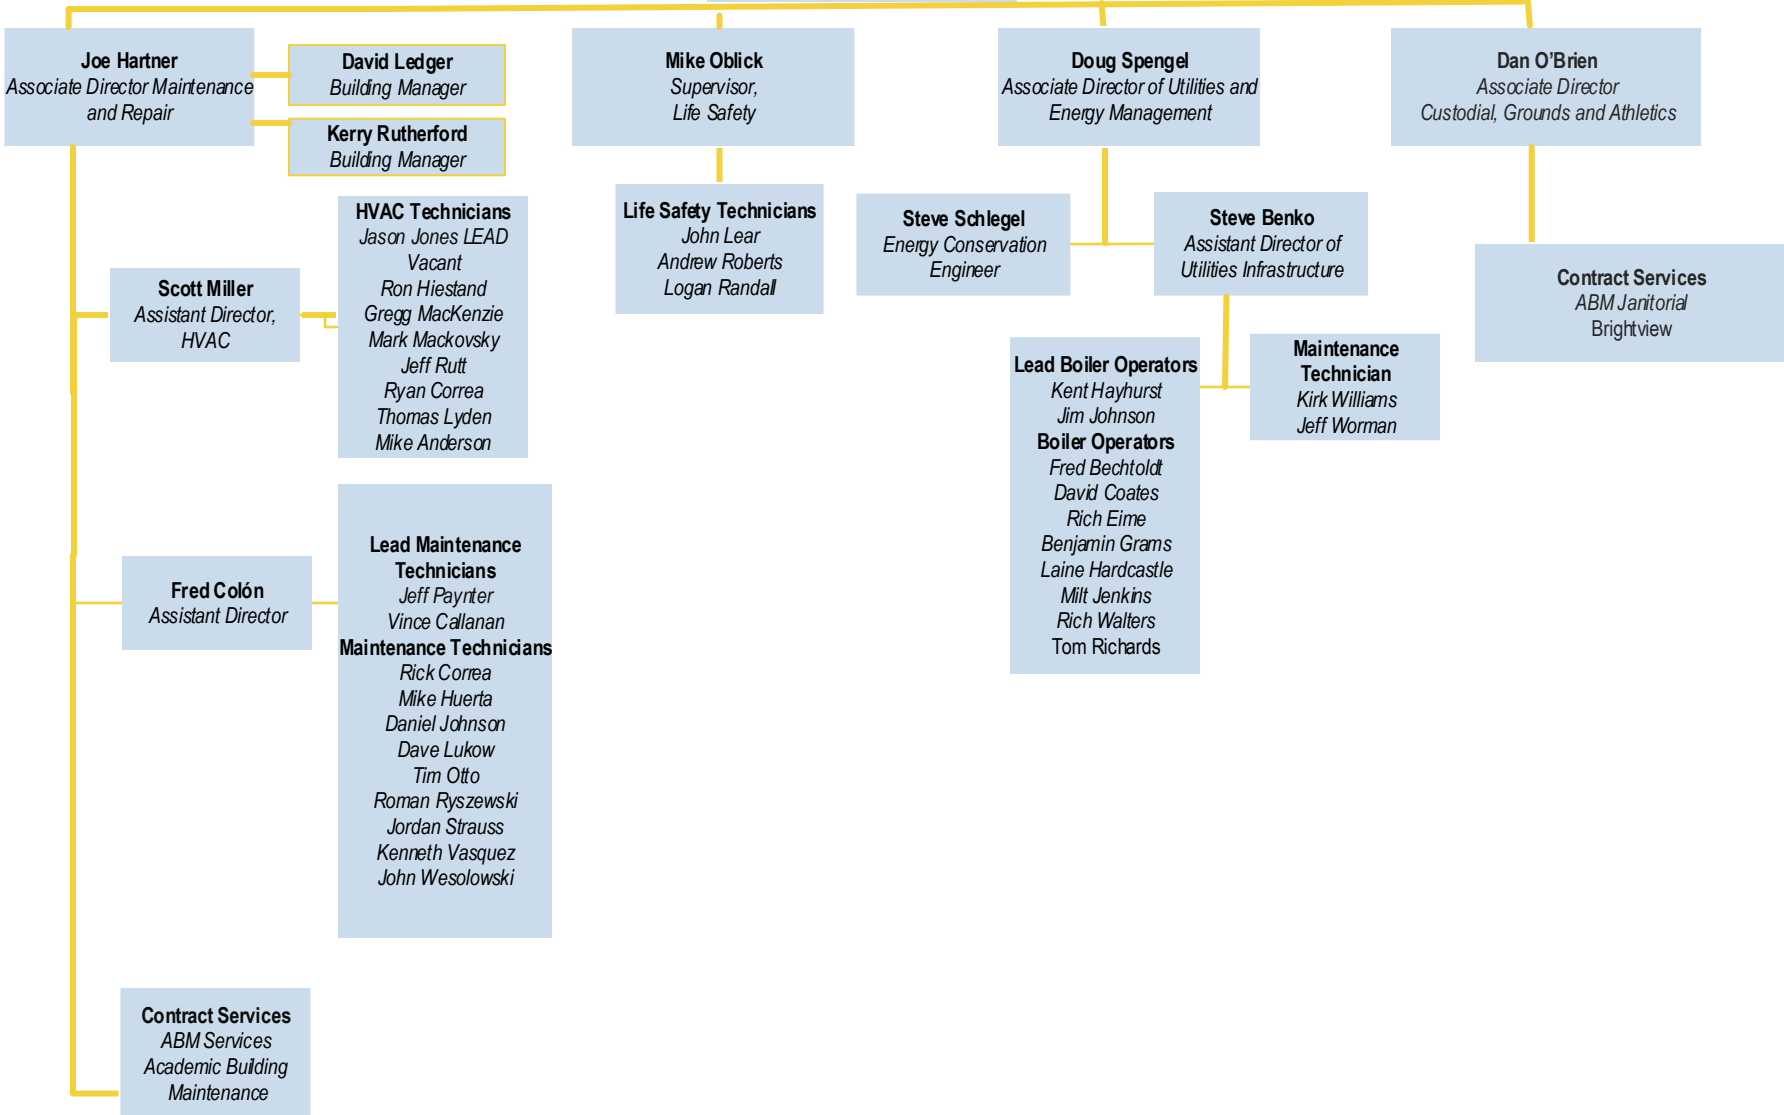 Joe Hartner
Associate Director Maintenance
and Repair
David Ledger
Building Manager
Kerry Rutherford
Building Manager
Mike Oblick
Supervisor,
Life Safety
Doug Spengel
Associate Director of Utilities and
Energy Management
Dan O’Brien
Associate Director
Custodial, Grounds and Athletics
Scott Miller
Assistant Director,
HVAC
HVAC Technicians
Jason Jones LEAD
Vacant
Ron Hiestand
Gregg MacKenzie
Mark Mackovsky
Jeff Rutt
Ryan Correa
Thomas Lyden
Mike Anderson
Life Safety Technicians
John Lear
Andrew Roberts
Logan Randall
Steve Schlegel
Energy Conservation
Engineer
Steve Benko
Assistant Director of
Utilities Infrastructure
Contract Services
ABM Janitorial
Brightview
Lead Boiler Operators
Kent Hayhurst
Jim Johnson
Boiler Operators
Fred Bechtoldt
David Coates
Rich Eime
Benjamin Grams
Laine Hardcastle
Milt Jenkins
Rich Walters
Tom Richards
Maintenance
Technician
Kirk Williams
Jeff Worman
Fred Colón
Assistant Director
Lead Maintenance
Technicians
Jeff Paynter
Vince Callanan
Maintenance Technicians
Rick Correa
Mike Huerta
Daniel Johnson
Dave Lukow
Tim Otto
Roman Ryszewski
Jordan Strauss
Kenneth Vasquez
John Wesolowski
Contract Services
ABM Services
Academic Building
Maintenance